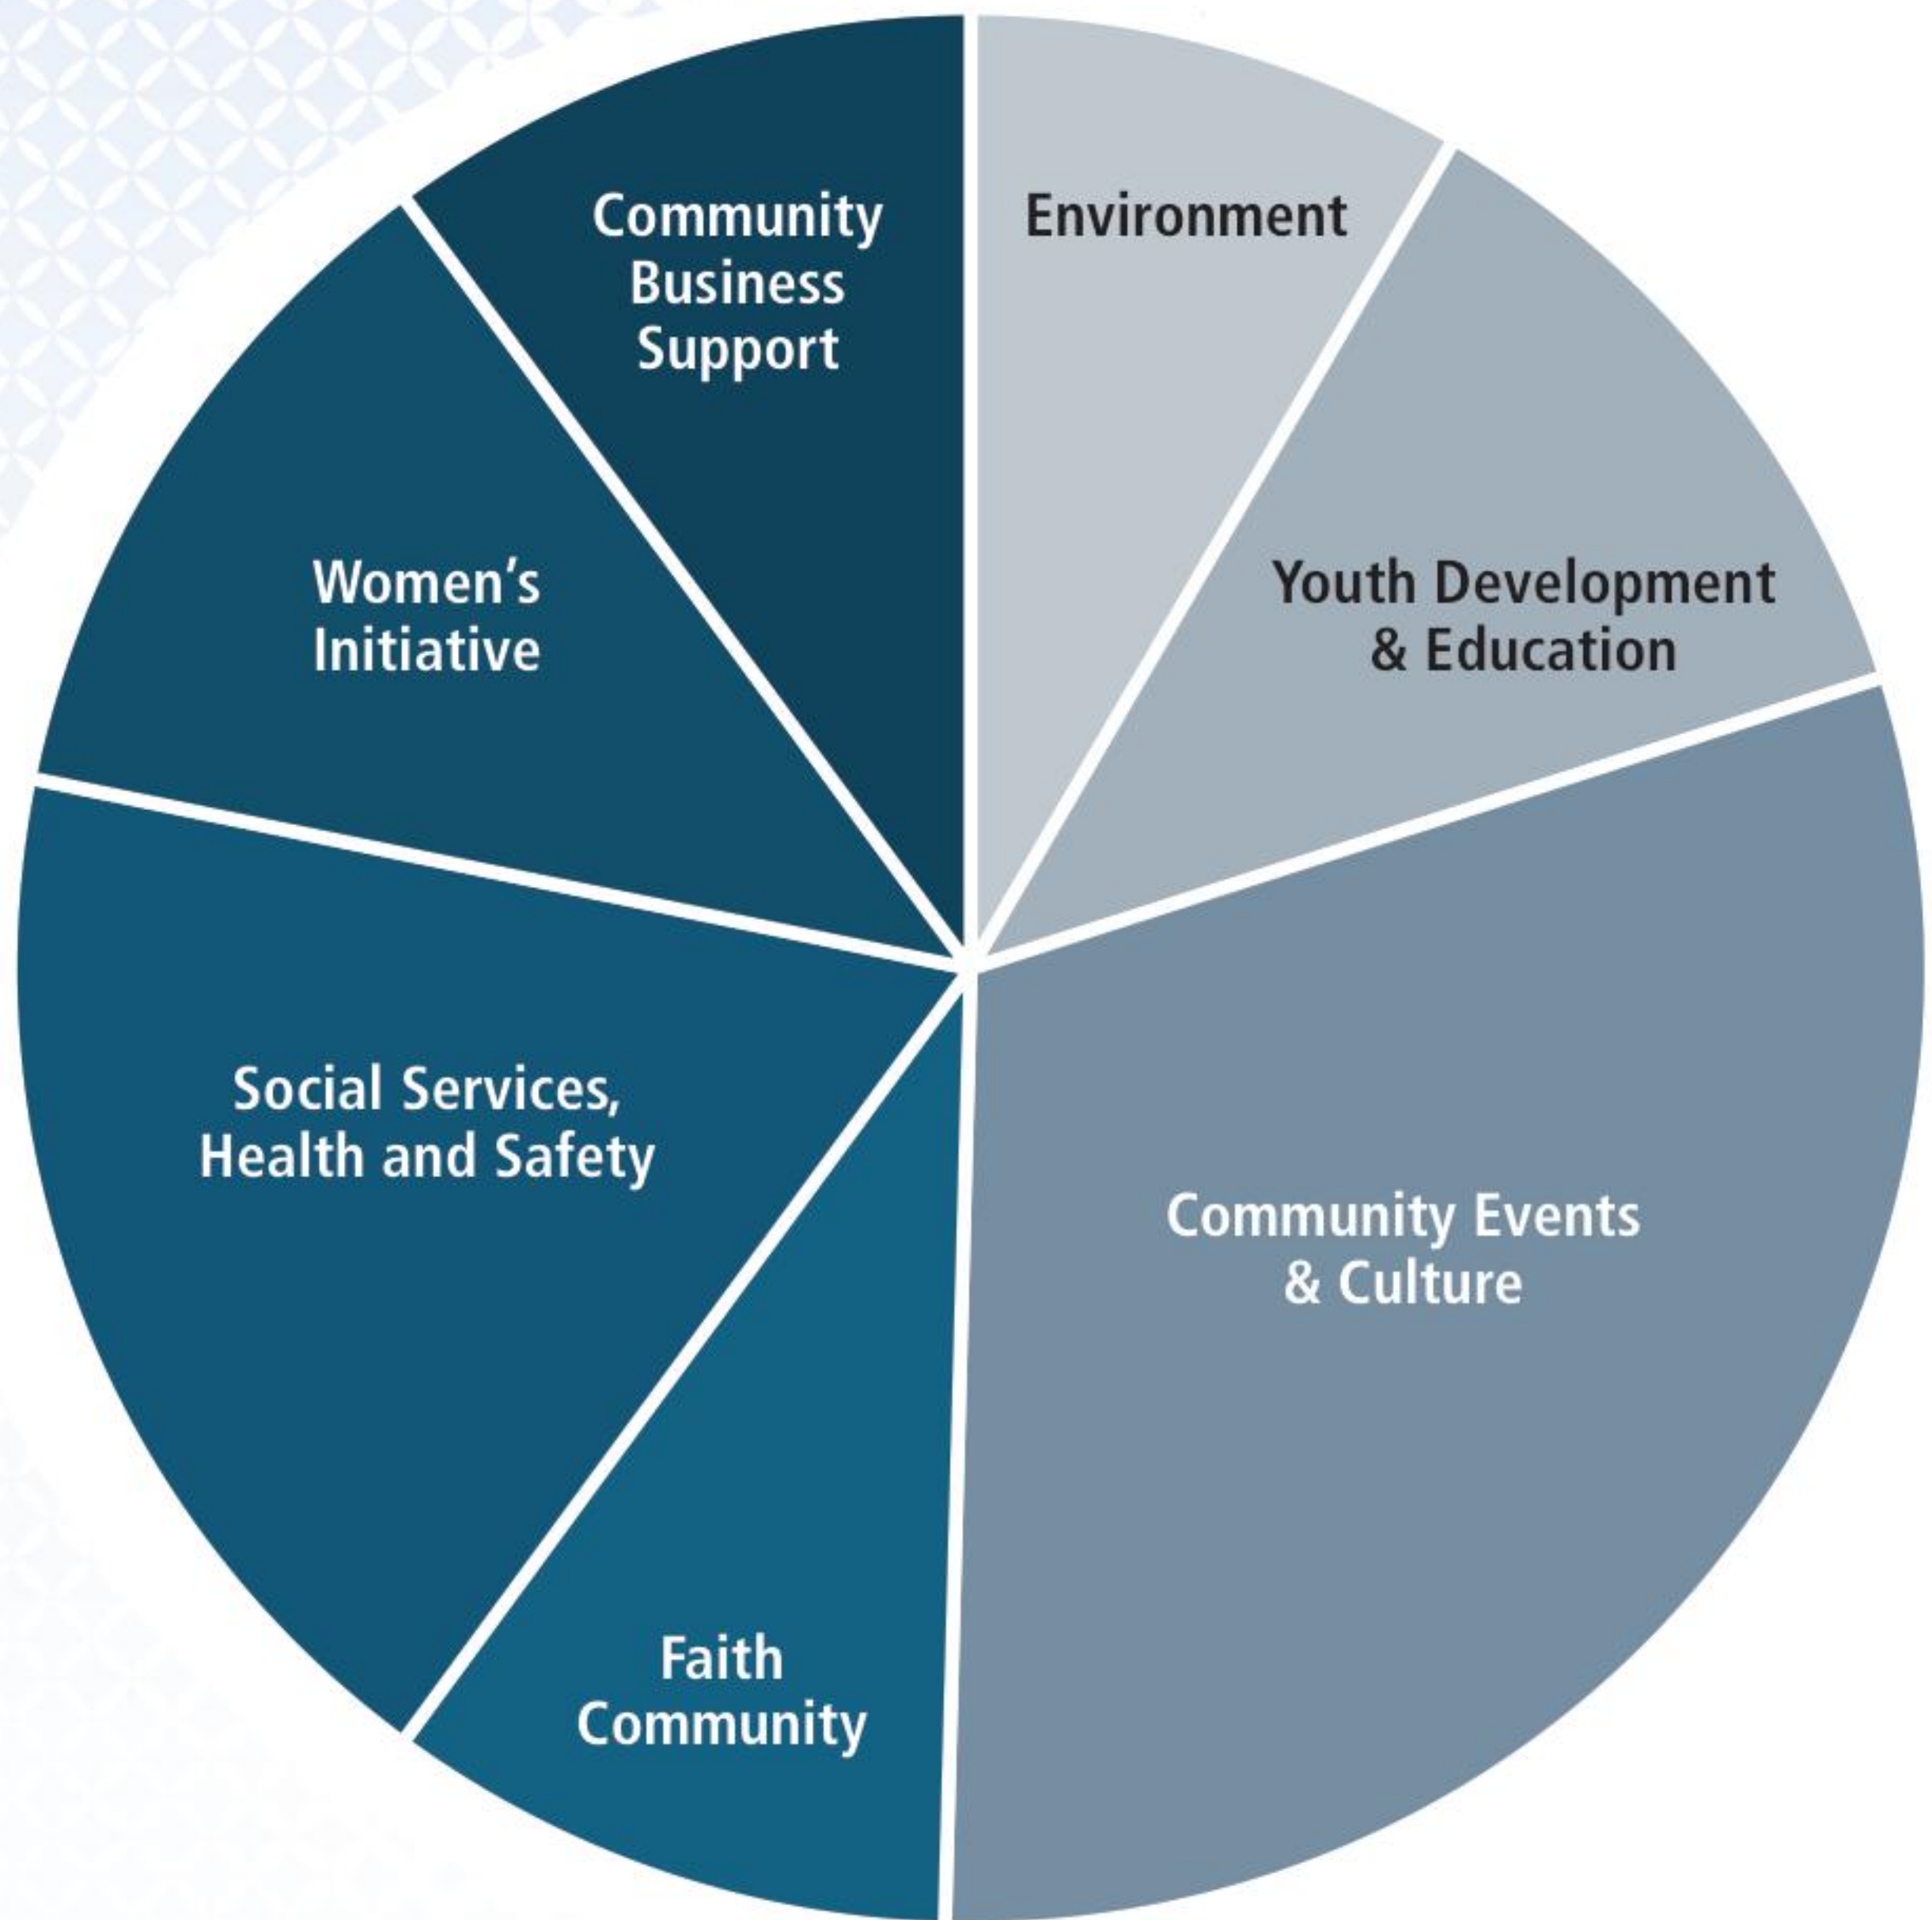 Community
Business
Support
Environment
Women’s
Initiative
Youth Development
& Education
Social Services,
Health and Safety
Community Events
& Culture
Faith
Community